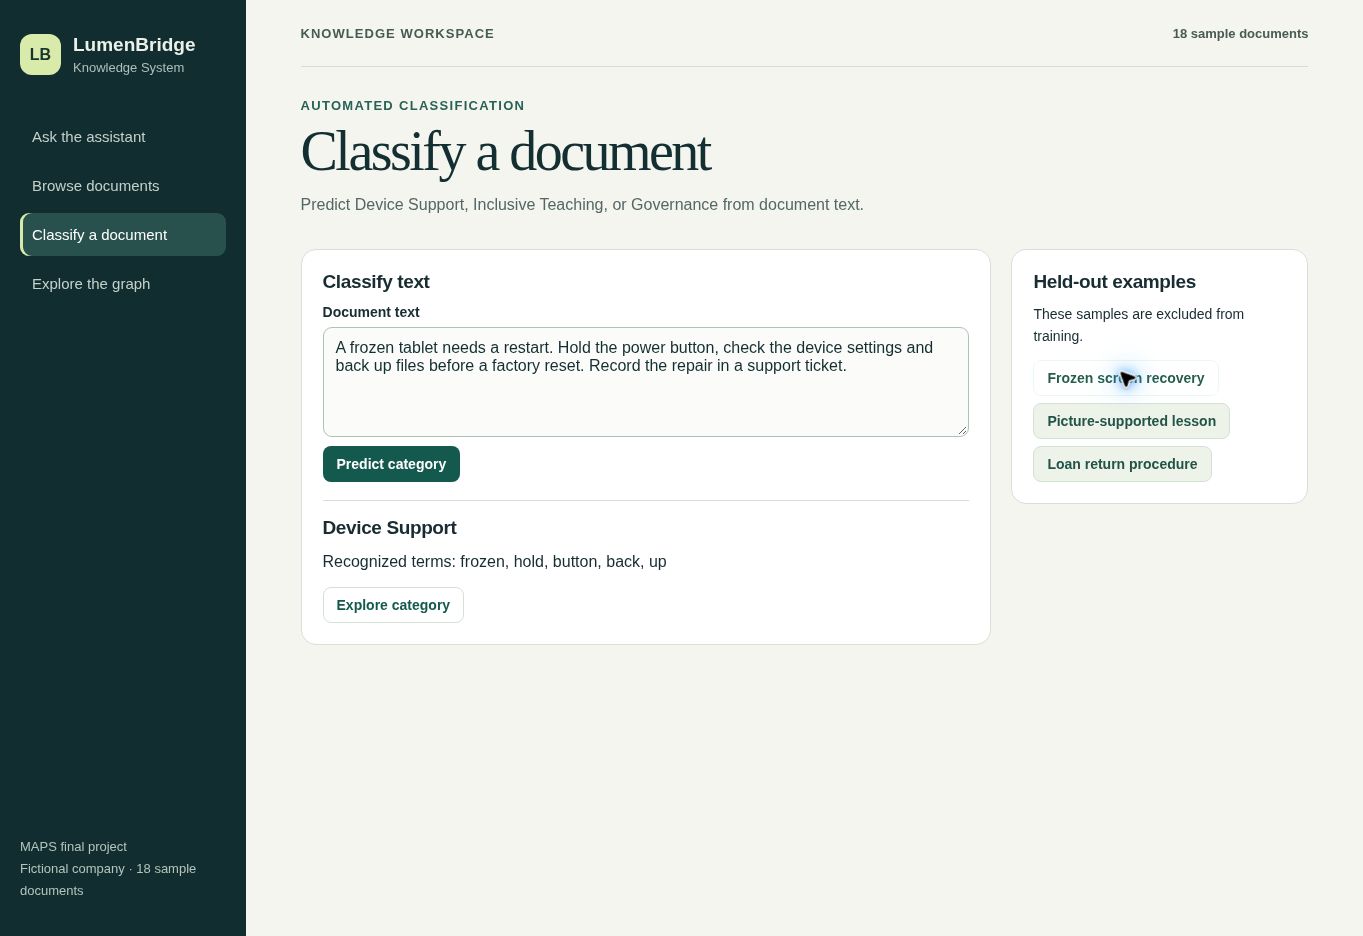 LB
LumenBridge
Knowledge System
Ask the assistant
Browse documents
Classify a document
Explore the graph
MAPS final project
Fictional company · 18 sample
documents
KNOWLEDGE WORKSPACE
18 sample documents
AUTOMATED CLASSIFICATION
Classify a document
Predict Device Support, Inclusive Teaching, or Governance from document text.
Classify text
Document text
A frozen tablet needs a restart. Hold the power button, check the device settings and
back up files before a factory reset. Record the repair in a support ticket.
Predict category
Device Support
Recognized terms: frozen, hold, button, back, up
Explore category
Held-out examples
These samples are excluded from
training.
Frozen screen recovery
Picture-supported lesson
Loan return procedure